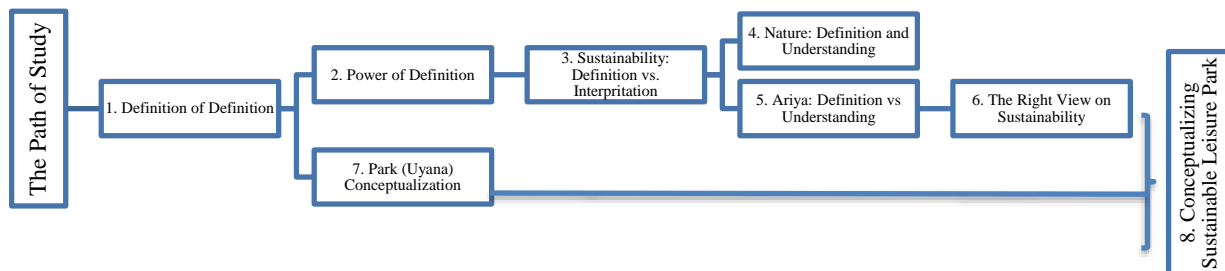 The Path of Study
1. Definition of Definition
2. Power of Definition
3. Sustainability:
Definition vs.
Interpritation
4. Nature: Definition and
Understanding
5. Ariya: Definition vs
Understanding
6. The Right View on
Sustainability
7. Park (Uyana)
Conceptualization
8. Conceptualizing
Sustainable Leisure Park